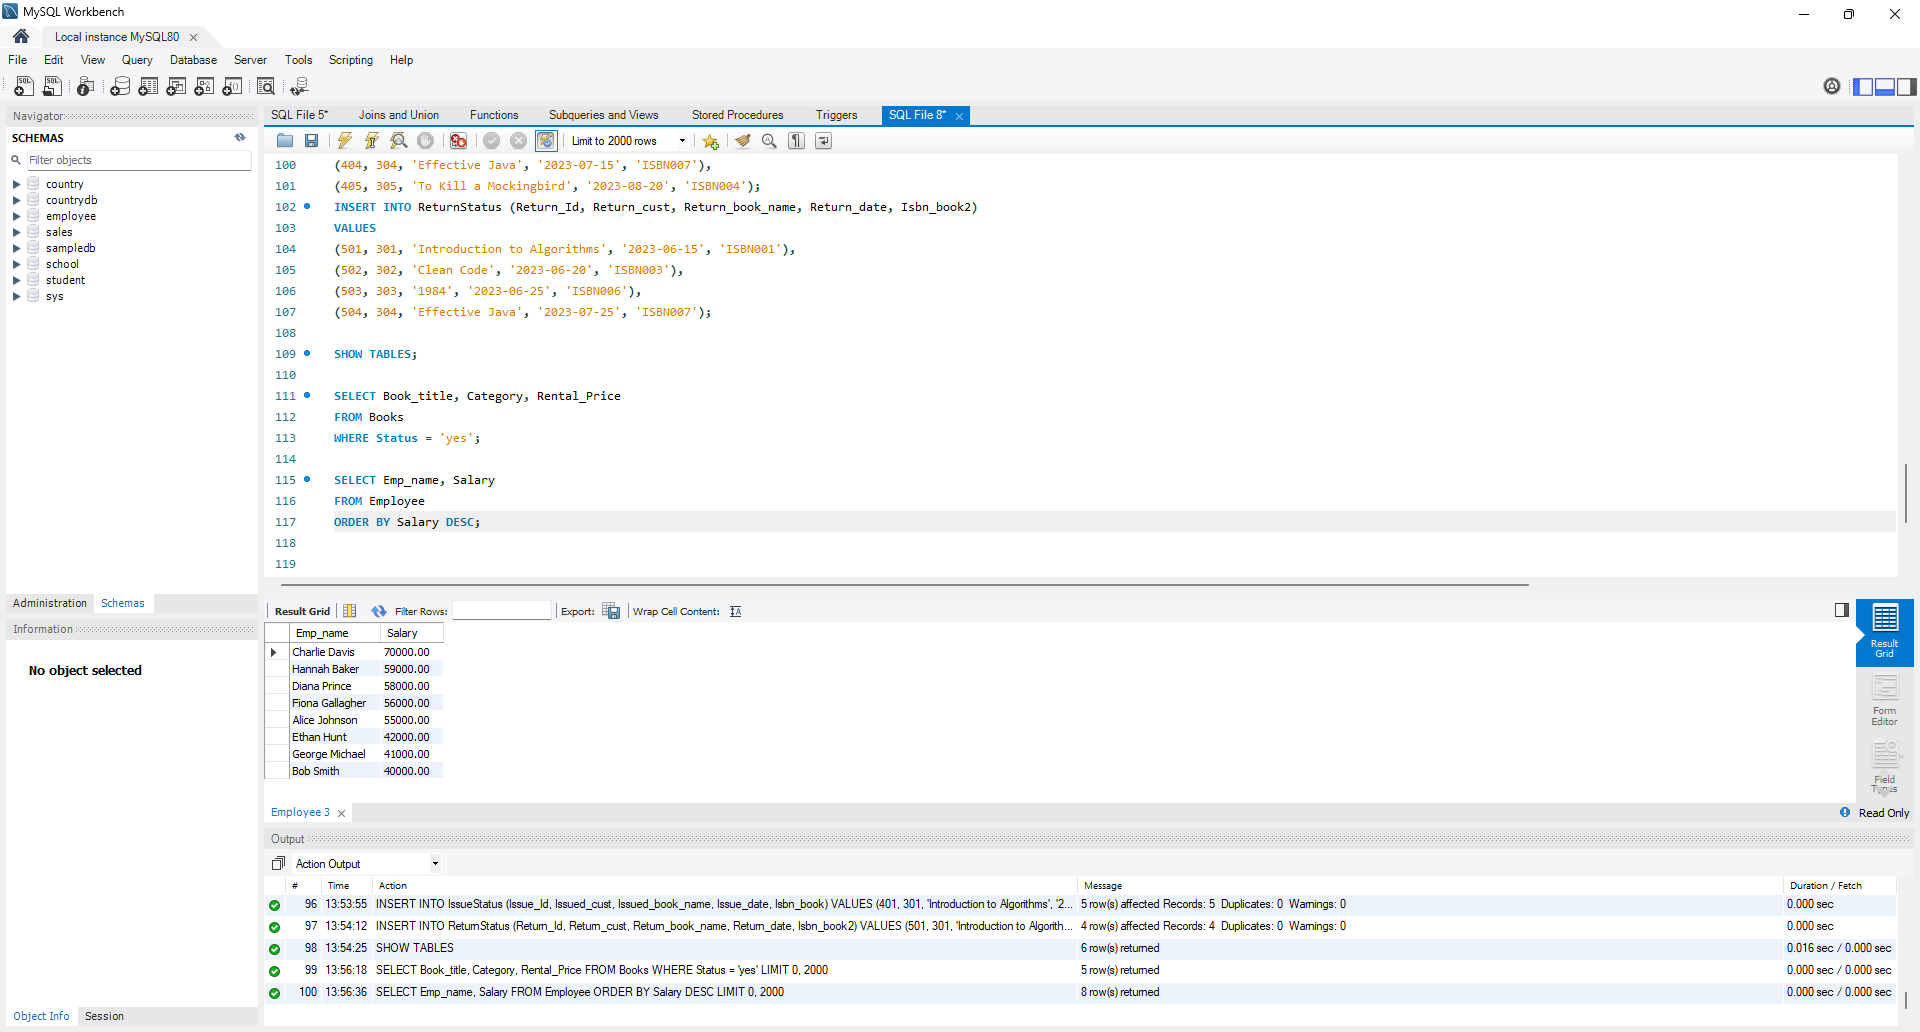 MySQL Workbench
Local instance MySQL80
File Edit View Query Database Server Tools Scripting Help
Navigator
SCHEMAS
Filter objects
country
countrydb
employee
sales
sampledb
school
student
sys
Administration Schemas
Information
No object selected
Object Info Session
SQL File 5* Joins and Union Functions Subqueries and Views Stored Procedures Triggers SQL File 8*
Limit to 2000 rows
100 (404, 304, 'Effective Java', '2023-07-15', 'ISBN007'),
101 (405, 305, 'To Kill a Mockingbird', '2023-08-20', 'ISBN004');
102 INSERT INTO ReturnStatus (Return_Id, Return_cust, Return_book_name, Return_date, Isbn_book2)
103 VALUES
104 (501, 301, 'Introduction to Algorithms', '2023-06-15', 'ISBN001'),
105 (502, 302, 'Clean Code', '2023-06-20', 'ISBN003'),
106 (503, 303, '1984', '2023-06-25', 'ISBN006'),
107 (504, 304, 'Effective Java', '2023-07-25', 'ISBN007');
108
109 SHOW TABLES;
110
111 SELECT Book_title, Category, Rental_Price
112 FROM Books
113 WHERE Status = 'yes';
114
115 SELECT Emp_name, Salary
116 FROM Employee
117 ORDER BY Salary DESC;
118
119
Result Grid Filter Rows: Export: Wrap Cell Content:
Emp_name Salary
Charlie Davis 70000.00
Hannah Baker 59000.00
Diana Prince 58000.00
Fiona Gallagher 56000.00
Alice Johnson 55000.00
Ethan Hunt 42000.00
George Michael 41000.00
Bob Smith 40000.00
Result
Grid
Form
Editor
Field
Types
Employee 3
Read Only
Output
Action Output
# Time Action Message Duration / Fetch
96 13:53:55 INSERT INTO IssueStatus (Issue_Id, Issued_cust, Issued_book_name, Issue_date, Isbn_book) VALUES (401, 301, 'Introduction to Algorithms', '2... 5 row(s) affected Records: 5 Duplicates: 0 Warnings: 0 0.000 sec
97 13:54:12 INSERT INTO ReturnStatus (Return_Id, Return_cust, Return_book_name, Return_date, Isbn_book2) VALUES (501, 301, 'Introduction to Algorith... 4 row(s) affected Records: 4 Duplicates: 0 Warnings: 0 0.000 sec
98 13:54:25 SHOW TABLES 6 row(s) returned 0.016 sec / 0.000 sec
99 13:56:18 SELECT Book_title, Category, Rental_Price FROM Books WHERE Status = 'yes' LIMIT 0, 2000 5 row(s) returned 0.000 sec / 0.000 sec
100 13:56:36 SELECT Emp_name, Salary FROM Employee ORDER BY Salary DESC LIMIT 0, 2000 8 row(s) returned 0.000 sec / 0.000 sec